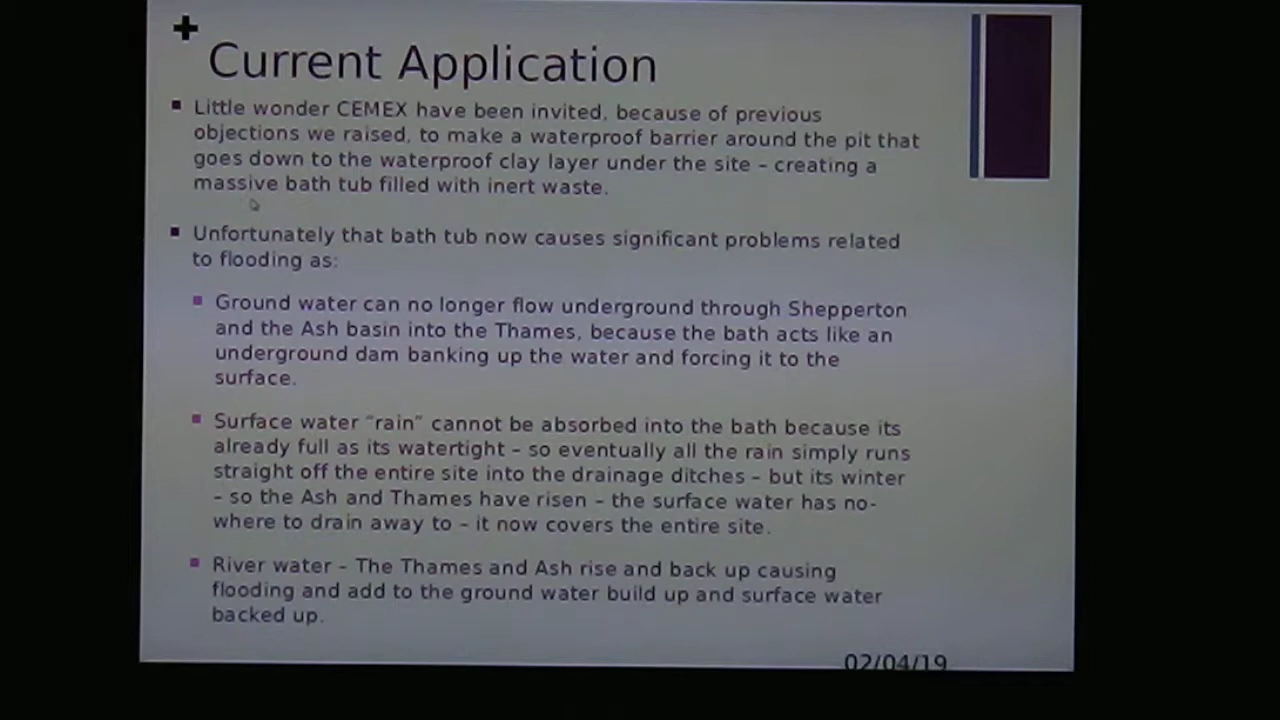 +
Current Application
Little wonder CEMEX have been invited, because of previous
objections we raised, to make a waterproof barrier around the pit that
goes down to the waterproof clay layer under the site – creating a
massive bath tub filled with inert waste.
Unfortunately that bath tub now causes significant problems related
to flooding as:
Ground water can no longer flow underground through Shepperton
and the Ash basin into the Thames, because the bath acts like an
underground dam banking up the water and forcing it to the
surface.
Surface water “rain” cannot be absorbed into the bath because its
already full as its watertight – so eventually all the rain simply runs
straight off the entire site into the drainage ditches – but its winter
– so the Ash and Thames have risen – the surface water has no-
where to drain away to – it now covers the entire site.
River water – The Thames and Ash rise and back up causing
flooding and add to the ground water build up and surface water
backed up.
02/04/19